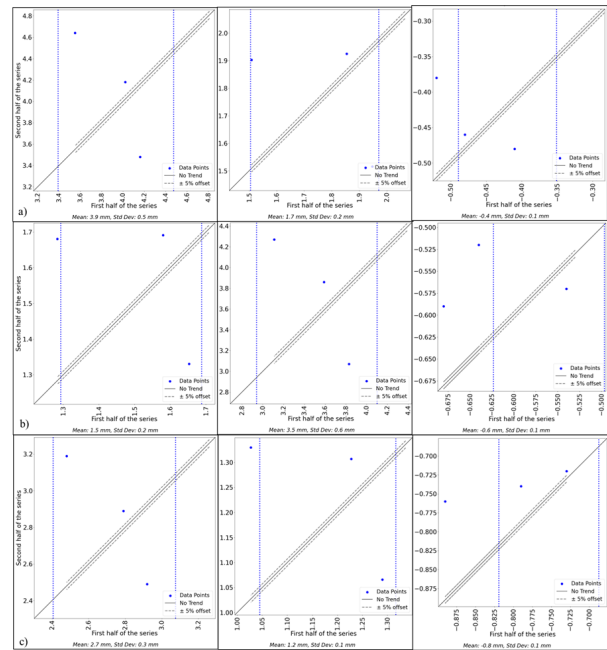 Second half of the series
4.8
4.6
4.4
4.2
4.0
3.8
3.6
3.4
3.2
Data Points
No Trend
± 5% offset
3.2 3.4 3.6 3.8 4.0 4.2 4.4 4.6 4.8
First half of the series
Mean: 3.9 mm, Std Dev: 0.5 mm
2.0
1.9
1.8
1.7
1.6
1.5
Data Points
No Trend
± 5% offset
1.5 1.6 1.7 1.8 1.9 2.0
First half of the series
Mean: 1.7 mm, Std Dev: 0.2 mm
−0.30
−0.35
−0.40
−0.45
−0.50
Data Points
No Trend
± 5% offset
−0.50 −0.45 −0.40 −0.35 −0.30
First half of the series
Mean: -0.4 mm, Std Dev: 0.1 mm
a)
Second half of the series
1.7
1.6
1.5
1.4
1.3
Data Points
No Trend
± 5% offset
1.3 1.4 1.5 1.6 1.7
First half of the series
Mean: 1.5 mm, Std Dev: 0.2 mm
4.4
4.2
4.0
3.8
3.6
3.4
3.2
3.0
2.8
Data Points
No Trend
± 5% offset
2.8 3.0 3.2 3.4 3.6 3.8 4.0 4.2 4.4
First half of the series
Mean: 3.5 mm, Std Dev: 0.6 mm
−0.500
−0.525
−0.550
−0.575
−0.600
−0.625
−0.650
−0.675
Data Points
No Trend
± 5% offset
−0.675 −0.650 −0.625 −0.600 −0.575 −0.550 −0.525 −0.500
First half of the series
Mean: -0.6 mm, Std Dev: 0.1 mm
b)
Second half of the series
3.2
3.0
2.8
2.6
2.4
Data Points
No Trend
± 5% offset
2.4 2.6 2.8 3.0 3.2
First half of the series
Mean: 2.7 mm, Std Dev: 0.3 mm
1.30
1.25
1.20
1.15
1.10
1.05
1.00
Data Points
No Trend
± 5% offset
1.00 1.05 1.10 1.15 1.20 1.25 1.30
First half of the series
Mean: 1.2 mm, Std Dev: 0.1 mm
−0.700
−0.725
−0.750
−0.775
−0.800
−0.825
−0.850
−0.875
Data Points
No Trend
± 5% offset
−0.875 −0.850 −0.825 −0.800 −0.775 −0.750 −0.725 −0.700
First half of the series
Mean: -0.8 mm, Std Dev: 0.1 mm
c)